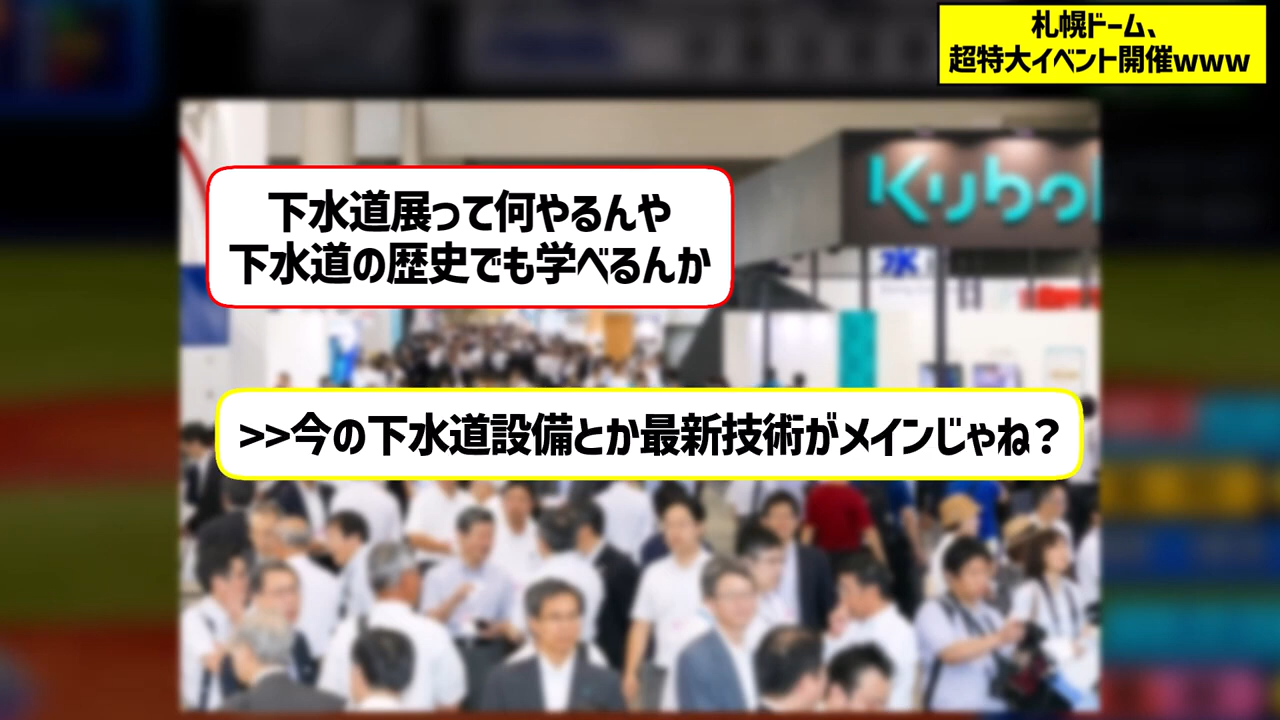 札幌ドーム、
超特大イベント開催www
Kubo
水
下水道展って何やるんや
下水道の歴史でも学べるんか
>>今の下水道設備とか最新技術がメインじゃね？